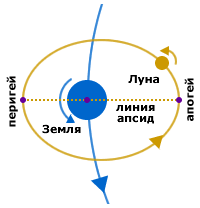 Луна
перигей
линия
апсид
апогей
Земля